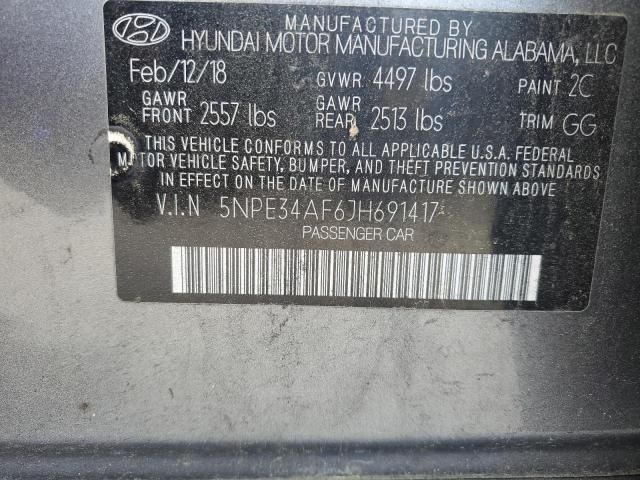 MANUFACTURED BY
HYUNDAI MOTOR MANUFACTURING ALABAMA, LLC
Feb/12/18 GVWR 4497 lbs PAINT 2C
GAWR FRONT 2557 lbs GAWR REAR 2513 lbs TRIM GG
THIS VEHICLE CONFORMS TO ALL APPLICABLE U.S.A. FEDERAL
MOTOR VEHICLE SAFETY, BUMPER, AND THEFT PREVENTION STANDARDS
IN EFFECT ON THE DATE OF MANUFACTURE SHOWN ABOVE
V.I.N 5NPE34AF6JH691417
PASSENGER CAR